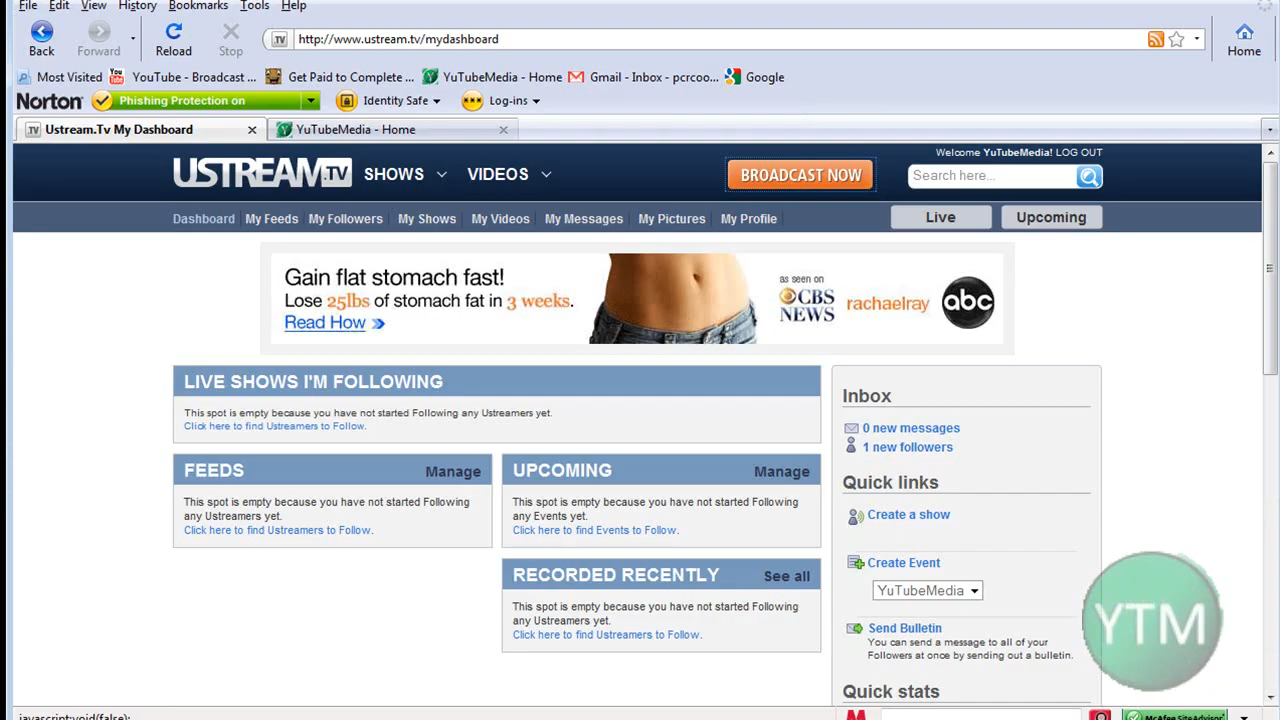 File Edit View History Bookmarks Tools Help
Back Forward Reload Stop TV http://www.ustream.tv/mydashboard Home
Most Visited You Tube YouTube - Broadcast ... Get Paid to Complete ... YuTubeMedia - Home Gmail - Inbox - pcrcoo... Google
Norton Phishing Protection on Identity Safe Log-ins
TV Ustream.Tv My Dashboard YuTubeMedia - Home
Welcome YuTubeMedia! LOG OUT
USTREAM.TV SHOWS VIDEOS BROADCAST NOW Search here...
Dashboard My Feeds My Followers My Shows My Videos My Messages My Pictures My Profile Live Upcoming
Gain flat stomach fast!
Lose 25lbs of stomach fat in 3 weeks.
Read How
as seen on
CBS NEWS
rachaelray
abc
LIVE SHOWS I'M FOLLOWING
This spot is empty because you have not started Following any Ustreamers yet.
Click here to find Ustreamers to Follow.
FEEDS Manage
This spot is empty because you have not started Following
any Ustreamers yet.
Click here to find Ustreamers to Follow.
UPCOMING Manage
This spot is empty because you have not started Following
any Events yet.
Click here to find Events to Follow.
RECORDED RECENTLY See all
This spot is empty because you have not started Following
any Ustreamers yet.
Click here to find Ustreamers to Follow.
Inbox
0 new messages
1 new followers
Quick links
Create a show
Create Event
YuTubeMedia
Send Bulletin
You can send a message to all of your
Followers at once by sending out a bulletin.
Quick stats
YTM
javascript:void(false);
McAfee SiteAdvisor